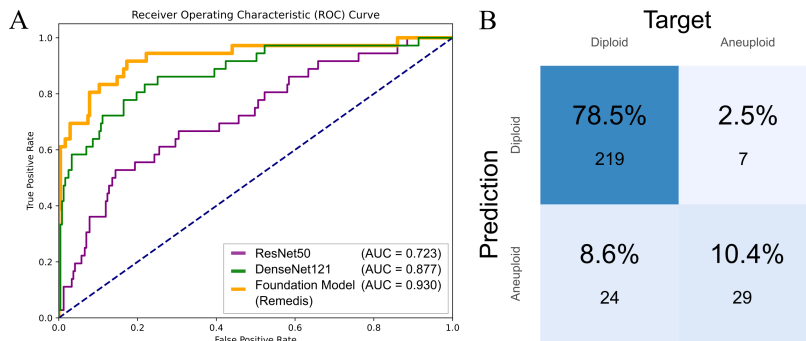 A
Receiver Operating Characteristic (ROC) Curve
True Positive Rate
1.0
0.8
0.6
0.4
0.2
0.0
0.0
0.2
0.4
0.6
0.8
1.0
False Positive Rate
ResNet50 (AUC = 0.723)
DenseNet121 (AUC = 0.877)
Foundation Model (AUC = 0.930)
(Remedis)
B
Target
Diploid Aneuploid
Prediction
Diploid
78.5% 2.5%
219 7
Aneuploid
8.6% 10.4%
24 29